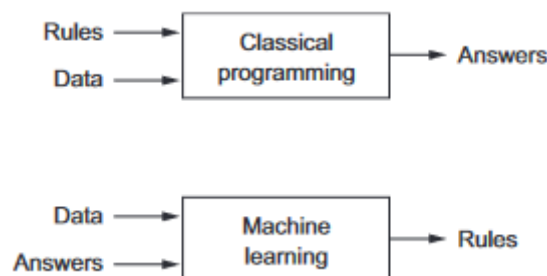 Rules
Classical
programming
Answers
Data
Data
Machine
learning
Rules
Answers